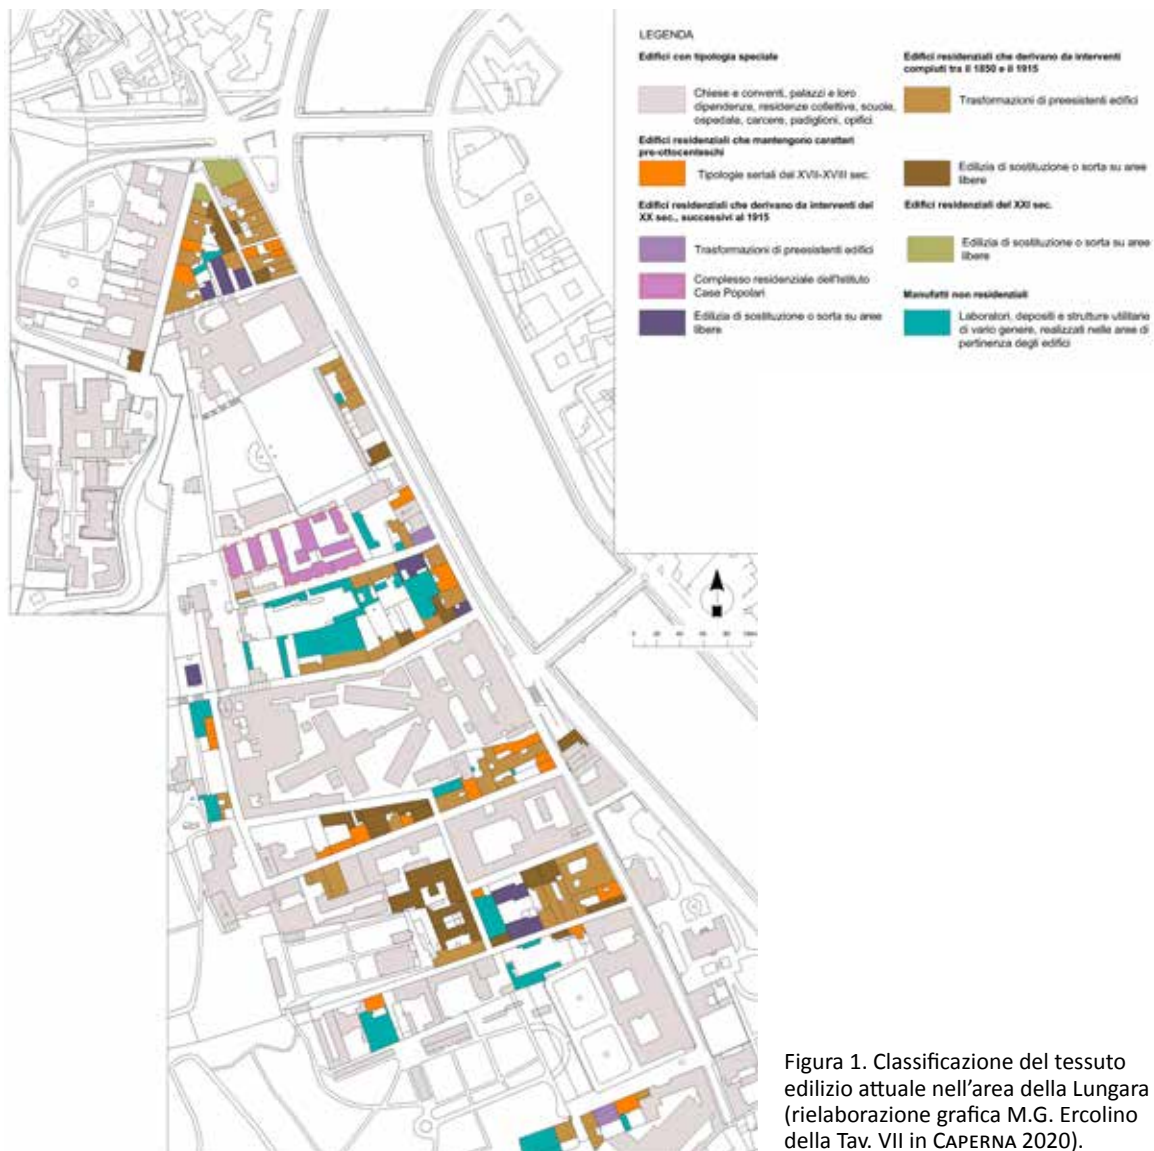 LEGENDA
Edifici con tipologia speciale
Chiese e conventi, palazzi e loro
dipendenze, residenze collettive, scuole,
ospedale, carcere, padiglioni, opifici
Edifici residenziali che mantengono caratteri
pre-ottocenteschi
Tipologie seriali del XVII-XVIII sec.
Edifici residenziali che derivano da interventi del
XX sec., successivi al 1915
Trasformazioni di preesistenti edifici
Complesso residenziale dell'Istituto
Case Popolari
Edilizia di sostituzione o sorta su aree
libere
Edifici residenziali che derivano da interventi
compiuti tra il 1850 e il 1915
Trasformazioni di preesistenti edifici
Edilizia di sostituzione o sorta su aree
libere
Edifici residenziali del XXI sec.
Edilizia di sostituzione o sorta su aree
libere
Manufatti non residenziali
Laboratori, depositi e strutture utilitarie
di vario genere, realizzati nelle aree di
pertinenza degli edifici
0 20 40 60 80
Figura 1. Classificazione del tessuto
edilizio attuale nell'area della Lungara
(rielaborazione grafica M.G. Ercolino
della Tav. VII in CAPERNA 2020).